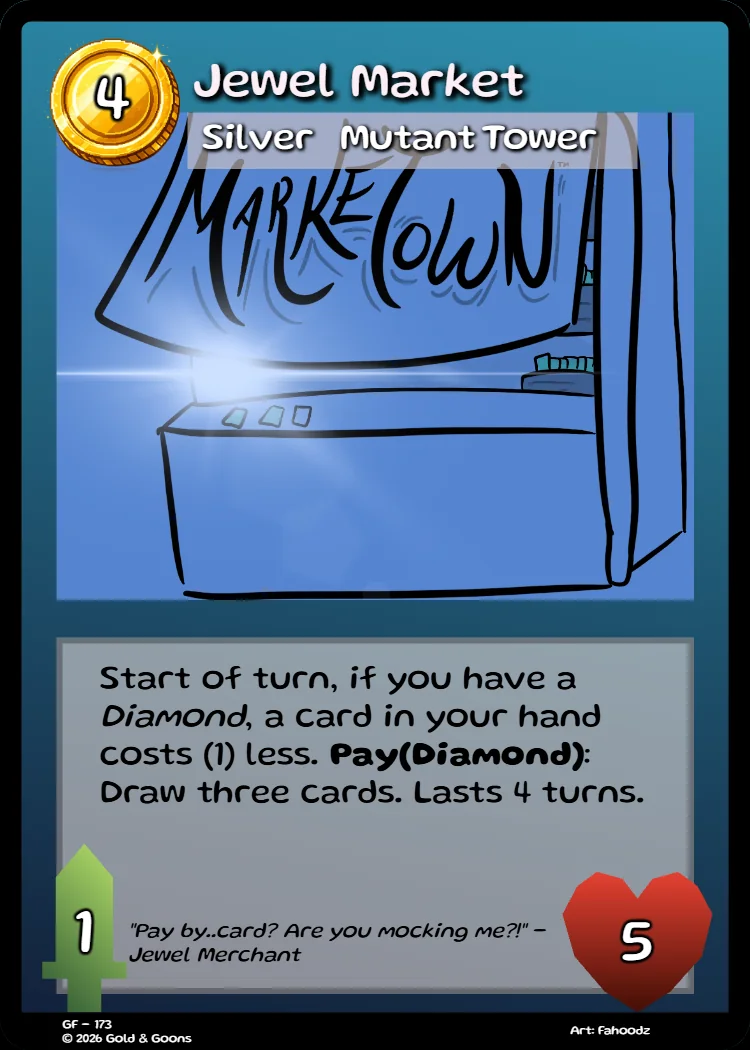 4
Jewel Market
Silver Mutant Tower
MARKETOWN™
Start of turn, if you have a
Diamond, a card in your hand
costs (1) less. Pay(Diamond):
Draw three cards. Lasts 4 turns.
1
"Pay by..card? Are you mocking me?!" –
Jewel Merchant
5
GF – 173
© 2026 Gold & Goons
Art: Fahoodz